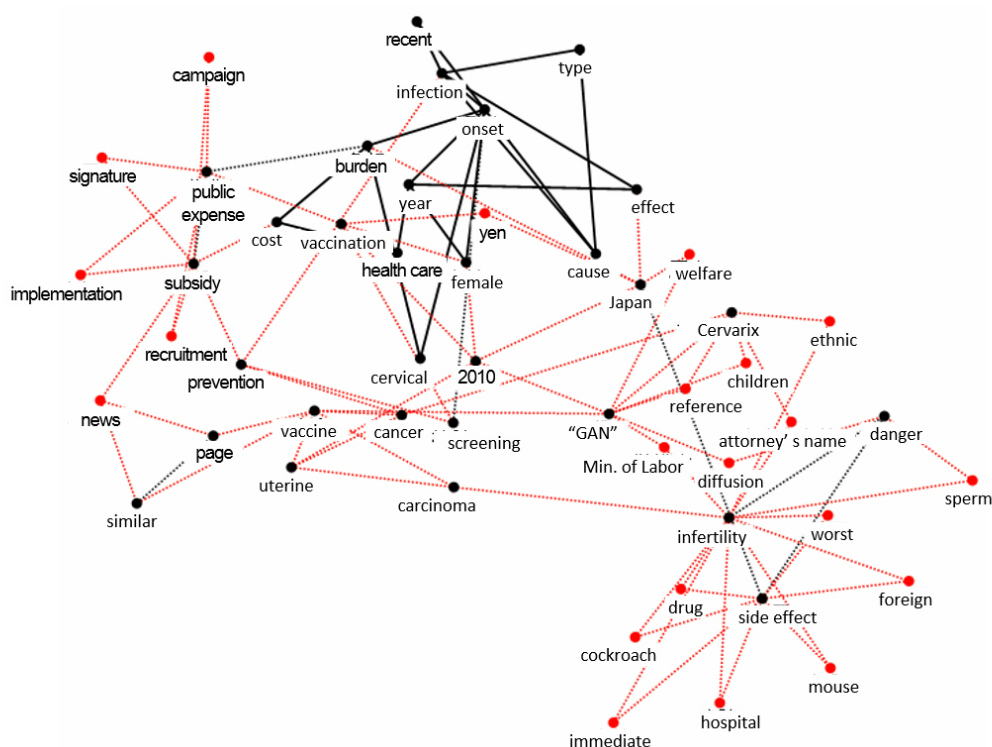 recent
type
campaign
infection
onset
burden
signature
public
expense
year
effect
yen
cost
vaccination
health care
female
cause
welfare
implementation
subsidy
Japan
Cervarix
ethnic
recruitment
prevention
cervical
2010
children
reference
news
page
vaccine
cancer
screening
“GAN”
attorney’ s name
danger
Min. of Labor
diffusion
uterine
carcinoma
sperm
similar
infertility
worst
drug
side effect
foreign
cockroach
mouse
hospital
immediate